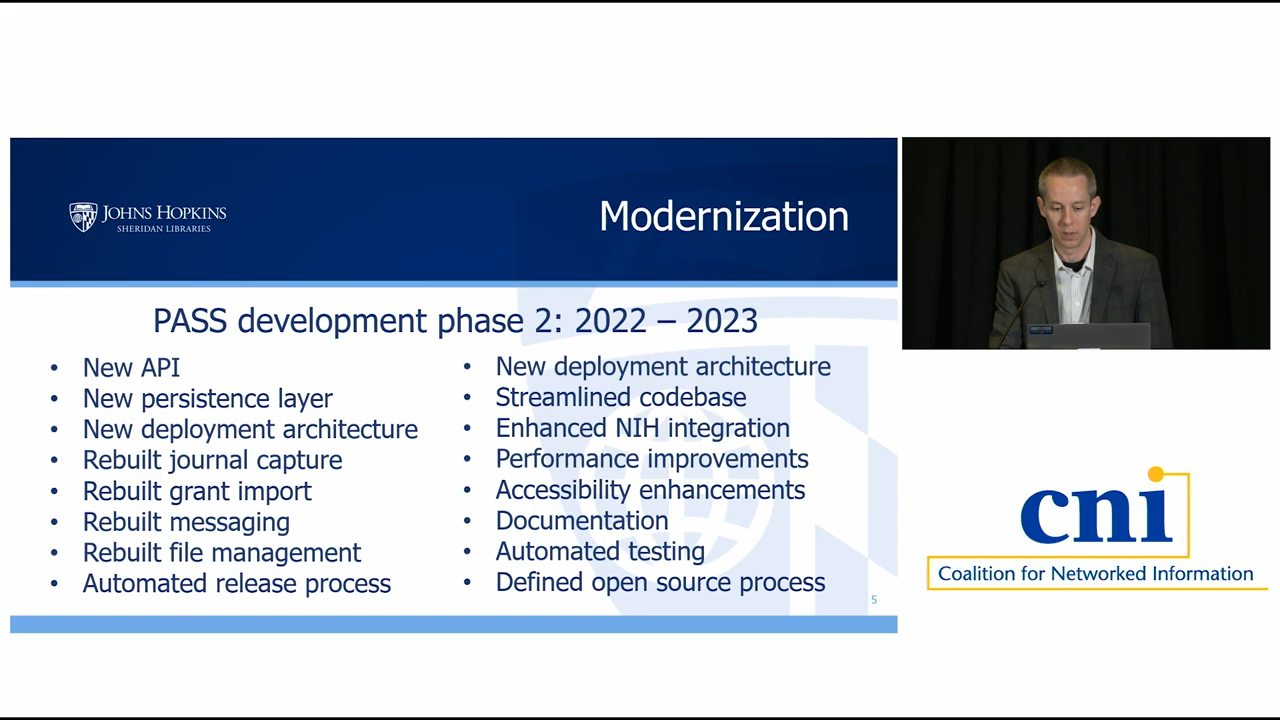 JOHNS HOPKINS
SHERIDAN LIBRARIES
Modernization
PASS development phase 2: 2022 – 2023
• New API
• New persistence layer
• New deployment architecture
• Rebuilt journal capture
• Rebuilt grant import
• Rebuilt messaging
• Rebuilt file management
• Automated release process
• New deployment architecture
• Streamlined codebase
• Enhanced NIH integration
• Performance improvements
• Accessibility enhancements
• Documentation
• Automated testing
• Defined open source process
5
cni
Coalition for Networked Information